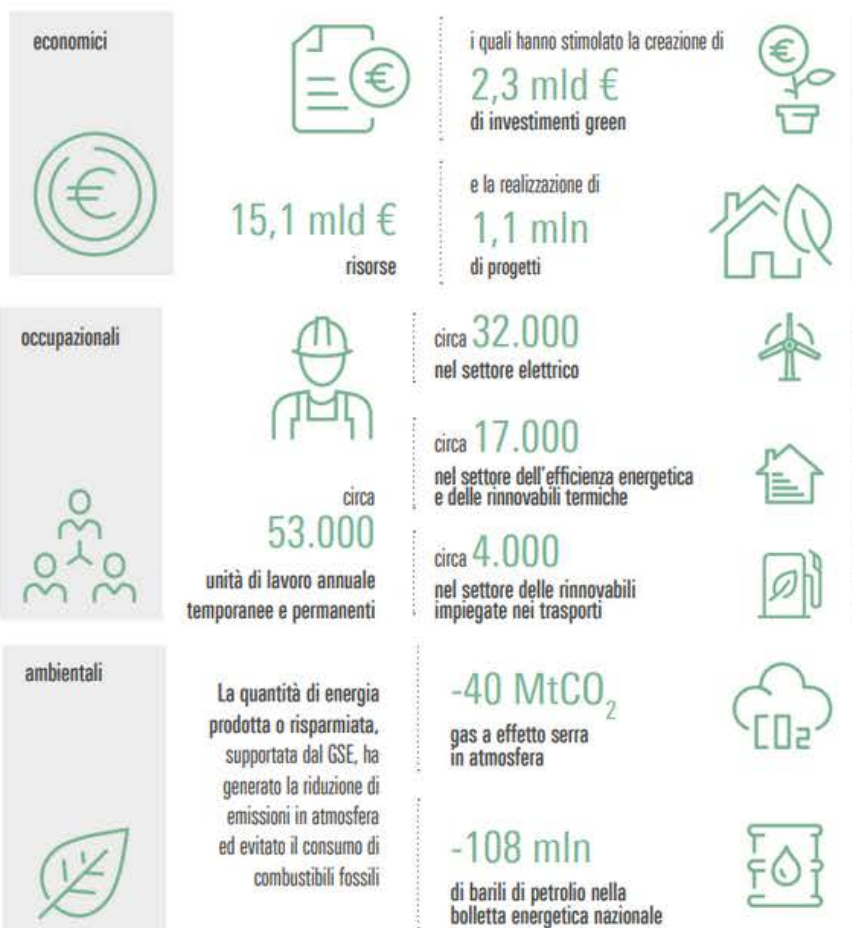 economici
15,1 mld €
risorse
i quali hanno stimolato la creazione di
2,3 mld €
di investimenti green
e la realizzazione di
1,1 mln
di progetti
occupazionali
circa
53.000
unità di lavoro annuale
temporanee e permanenti
circa 32.000
nel settore elettrico
circa 17.000
nel settore dell'efficienza energetica
e delle rinnovabili termiche
circa 4.000
nel settore delle rinnovabili
impiegate nei trasporti
ambientali
La quantità di energia
prodotta o risparmiata,
supportata dal GSE, ha
generato la riduzione di
emissioni in atmosfera
ed evitato il consumo di
combustibili fossili
-40 MtCO₂
gas a effetto serra
in atmosfera
CO2
-108 mln
di barili di petrolio nella
bolletta energetica nazionale